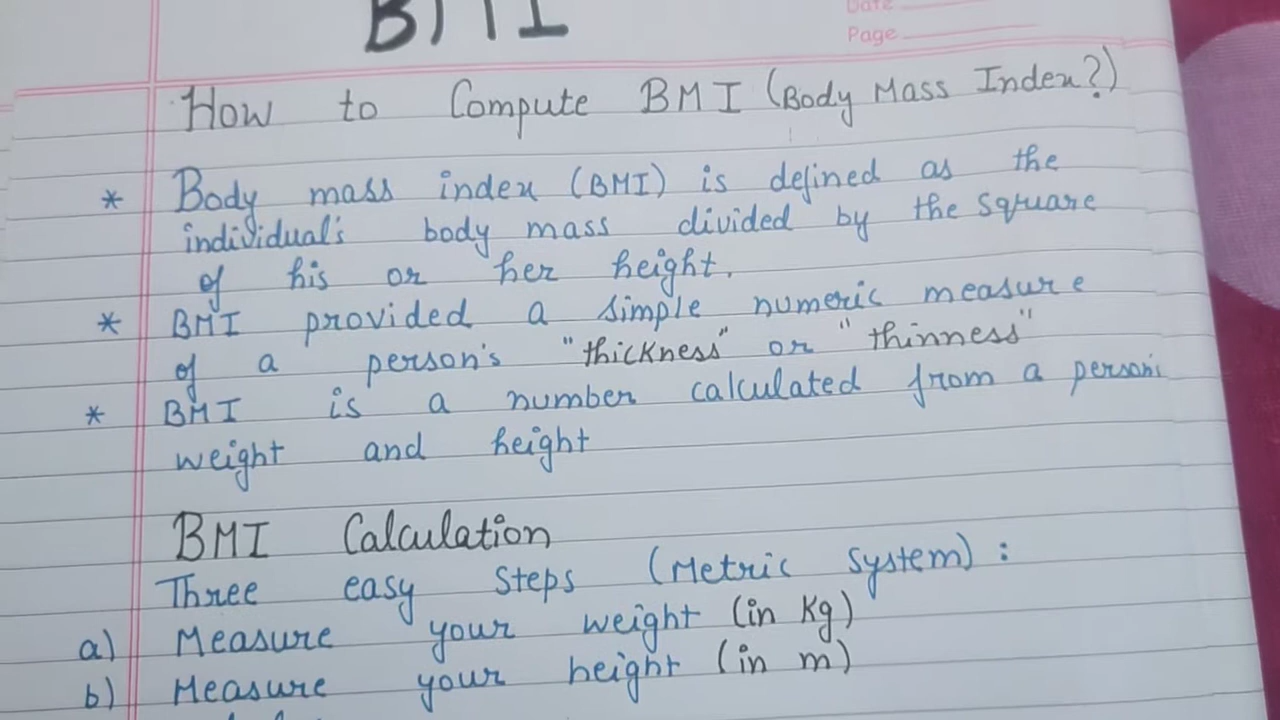 BMI
Date
Page
How to Compute BMI (Body Mass Index?)
* Body mass index (BMI) is defined as the
individual's body mass divided by the square
of his or her height.
* BMI provided a simple numeric measure
of a person's "thickness" or "thinness"
* BMI is a number calculated from a person's
weight and height
BMI Calculation
Three easy steps (Metric System) :
a) Measure your weight (in Kg)
b) Measure your height (in m)